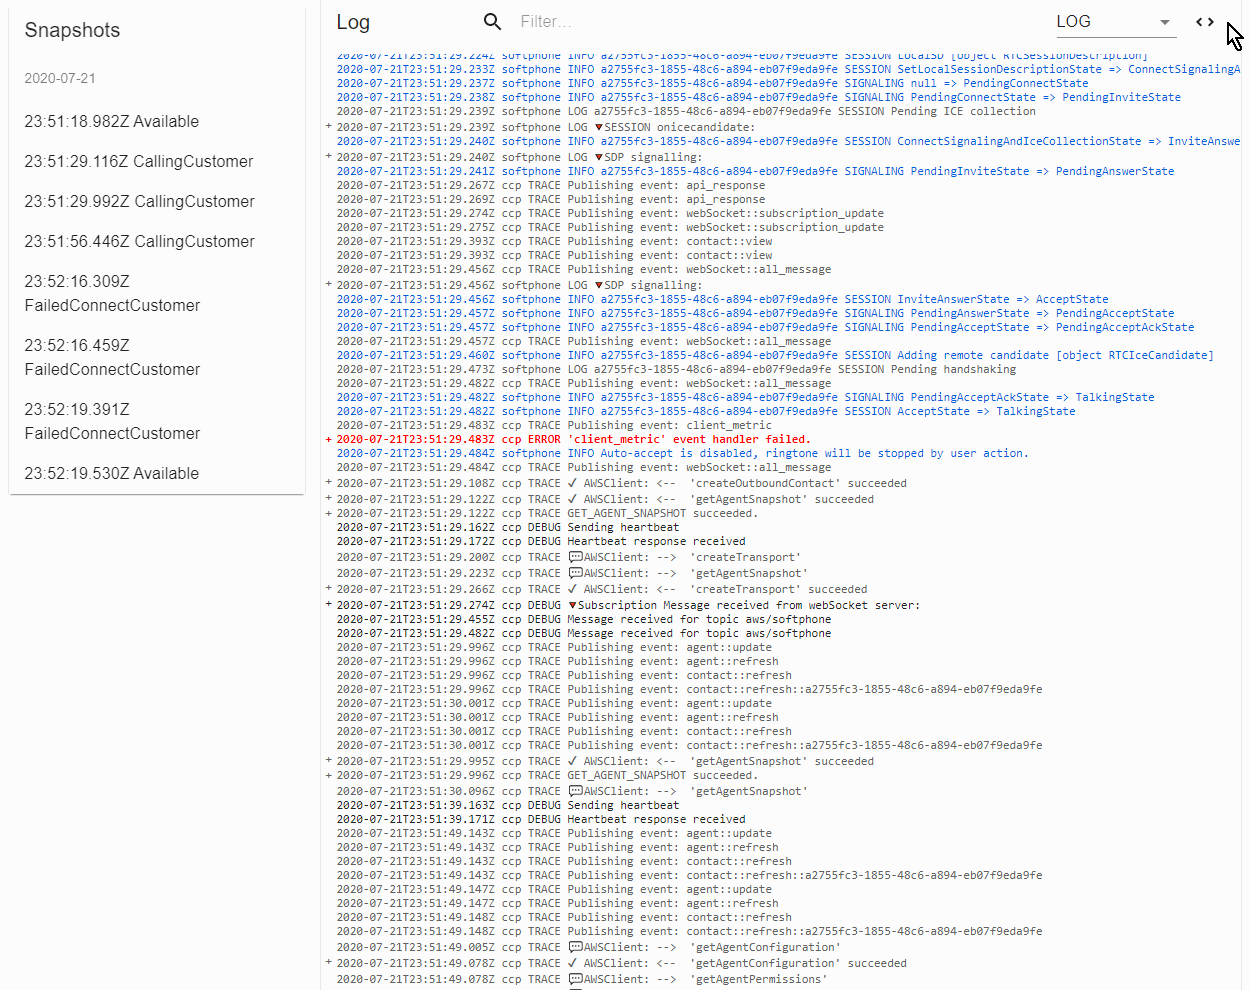 Snapshots
2020-07-21
23:51:18.982Z Available
23:51:29.116Z CallingCustomer
23:51:29.992Z CallingCustomer
23:51:56.446Z CallingCustomer
23:52:16.309Z
FailedConnectCustomer
23:52:16.459Z
FailedConnectCustomer
23:52:19.391Z
FailedConnectCustomer
23:52:19.530Z Available
Log
Filter...
LOG
2020-07-21T23:51:29.224Z softphone INFO a2755fc3-1855-48c6-a894-eb07f9eda9fe SESSION LocalSD [object RTCSessionDescription]
2020-07-21T23:51:29.233Z softphone INFO a2755fc3-1855-48c6-a894-eb07f9eda9fe SESSION SetLocalSessionDescriptionState => ConnectSignalingA
2020-07-21T23:51:29.237Z softphone INFO a2755fc3-1855-48c6-a894-eb07f9eda9fe SIGNALING null => PendingConnectState
2020-07-21T23:51:29.238Z softphone INFO a2755fc3-1855-48c6-a894-eb07f9eda9fe SIGNALING PendingConnectState => PendingInviteState
2020-07-21T23:51:29.239Z softphone LOG a2755fc3-1855-48c6-a894-eb07f9eda9fe SESSION Pending ICE collection
+ 2020-07-21T23:51:29.239Z softphone LOG ▼SESSION onicecandidate:
2020-07-21T23:51:29.240Z softphone INFO a2755fc3-1855-48c6-a894-eb07f9eda9fe SESSION ConnectSignalingAndIceCollectionState => InviteAnswe
+ 2020-07-21T23:51:29.240Z softphone LOG ▼SDP signalling:
2020-07-21T23:51:29.241Z softphone INFO a2755fc3-1855-48c6-a894-eb07f9eda9fe SIGNALING PendingInviteState => PendingAnswerState
2020-07-21T23:51:29.267Z ccp TRACE Publishing event: api_response
2020-07-21T23:51:29.269Z ccp TRACE Publishing event: api_response
2020-07-21T23:51:29.274Z ccp TRACE Publishing event: webSocket::subscription_update
2020-07-21T23:51:29.275Z ccp TRACE Publishing event: webSocket::subscription_update
2020-07-21T23:51:29.393Z ccp TRACE Publishing event: contact::view
2020-07-21T23:51:29.393Z ccp TRACE Publishing event: contact::view
2020-07-21T23:51:29.456Z ccp TRACE Publishing event: webSocket::all_message
+ 2020-07-21T23:51:29.456Z softphone LOG ▼SDP signalling:
2020-07-21T23:51:29.456Z softphone INFO a2755fc3-1855-48c6-a894-eb07f9eda9fe SESSION InviteAnswerState => AcceptState
2020-07-21T23:51:29.457Z softphone INFO a2755fc3-1855-48c6-a894-eb07f9eda9fe SIGNALING PendingAnswerState => PendingAcceptState
2020-07-21T23:51:29.457Z softphone INFO a2755fc3-1855-48c6-a894-eb07f9eda9fe SIGNALING PendingAcceptState => PendingAcceptAckState
2020-07-21T23:51:29.457Z ccp TRACE Publishing event: webSocket::all_message
2020-07-21T23:51:29.460Z softphone INFO a2755fc3-1855-48c6-a894-eb07f9eda9fe SESSION Adding remote candidate [object RTCIceCandidate]
2020-07-21T23:51:29.473Z softphone LOG a2755fc3-1855-48c6-a894-eb07f9eda9fe SESSION Pending handshaking
2020-07-21T23:51:29.482Z ccp TRACE Publishing event: webSocket::all_message
2020-07-21T23:51:29.482Z softphone INFO a2755fc3-1855-48c6-a894-eb07f9eda9fe SIGNALING PendingAcceptAckState => TalkingState
2020-07-21T23:51:29.482Z softphone INFO a2755fc3-1855-48c6-a894-eb07f9eda9fe SESSION AcceptState => TalkingState
2020-07-21T23:51:29.483Z ccp TRACE Publishing event: client_metric
+ 2020-07-21T23:51:29.483Z ccp ERROR 'client_metric' event handler failed.
2020-07-21T23:51:29.484Z softphone INFO Auto-accept is disabled, ringtone will be stopped by user action.
2020-07-21T23:51:29.484Z ccp TRACE Publishing event: webSocket::all_message
+ 2020-07-21T23:51:29.108Z ccp TRACE ✓ AWSClient: <-- 'createOutboundContact' succeeded
+ 2020-07-21T23:51:29.122Z ccp TRACE ✓ AWSClient: <-- 'getAgentSnapshot' succeeded
+ 2020-07-21T23:51:29.122Z ccp TRACE GET_AGENT_SNAPSHOT succeeded.
2020-07-21T23:51:29.162Z ccp DEBUG Sending heartbeat
2020-07-21T23:51:29.172Z ccp DEBUG Heartbeat response received
2020-07-21T23:51:29.200Z ccp TRACE 💬AWSClient: --> 'createTransport'
2020-07-21T23:51:29.223Z ccp TRACE 💬AWSClient: --> 'getAgentSnapshot'
+ 2020-07-21T23:51:29.266Z ccp TRACE ✓ AWSClient: <-- 'createTransport' succeeded
+ 2020-07-21T23:51:29.274Z ccp DEBUG ▼Subscription Message received from webSocket server:
2020-07-21T23:51:29.455Z ccp DEBUG Message received for topic aws/softphone
2020-07-21T23:51:29.482Z ccp DEBUG Message received for topic aws/softphone
2020-07-21T23:51:29.996Z ccp TRACE Publishing event: agent::update
2020-07-21T23:51:29.996Z ccp TRACE Publishing event: agent::refresh
2020-07-21T23:51:29.996Z ccp TRACE Publishing event: contact::refresh
2020-07-21T23:51:29.996Z ccp TRACE Publishing event: contact::refresh::a2755fc3-1855-48c6-a894-eb07f9eda9fe
2020-07-21T23:51:30.001Z ccp TRACE Publishing event: agent::update
2020-07-21T23:51:30.001Z ccp TRACE Publishing event: agent::refresh
2020-07-21T23:51:30.001Z ccp TRACE Publishing event: contact::refresh
2020-07-21T23:51:30.001Z ccp TRACE Publishing event: contact::refresh::a2755fc3-1855-48c6-a894-eb07f9eda9fe
+ 2020-07-21T23:51:29.995Z ccp TRACE ✓ AWSClient: <-- 'getAgentSnapshot' succeeded
+ 2020-07-21T23:51:29.996Z ccp TRACE GET_AGENT_SNAPSHOT succeeded.
2020-07-21T23:51:30.096Z ccp TRACE 💬AWSClient: --> 'getAgentSnapshot'
2020-07-21T23:51:39.163Z ccp DEBUG Sending heartbeat
2020-07-21T23:51:39.171Z ccp DEBUG Heartbeat response received
2020-07-21T23:51:49.143Z ccp TRACE Publishing event: agent::update
2020-07-21T23:51:49.143Z ccp TRACE Publishing event: agent::refresh
2020-07-21T23:51:49.143Z ccp TRACE Publishing event: contact::refresh
2020-07-21T23:51:49.143Z ccp TRACE Publishing event: contact::refresh::a2755fc3-1855-48c6-a894-eb07f9eda9fe
2020-07-21T23:51:49.147Z ccp TRACE Publishing event: agent::update
2020-07-21T23:51:49.147Z ccp TRACE Publishing event: agent::refresh
2020-07-21T23:51:49.148Z ccp TRACE Publishing event: contact::refresh
2020-07-21T23:51:49.148Z ccp TRACE Publishing event: contact::refresh::a2755fc3-1855-48c6-a894-eb07f9eda9fe
2020-07-21T23:51:49.005Z ccp TRACE 💬AWSClient: --> 'getAgentConfiguration'
+ 2020-07-21T23:51:49.078Z ccp TRACE ✓ AWSClient: <-- 'getAgentConfiguration' succeeded
2020-07-21T23:51:49.078Z ccp TRACE 💬AWSClient: --> 'getAgentPermissions'